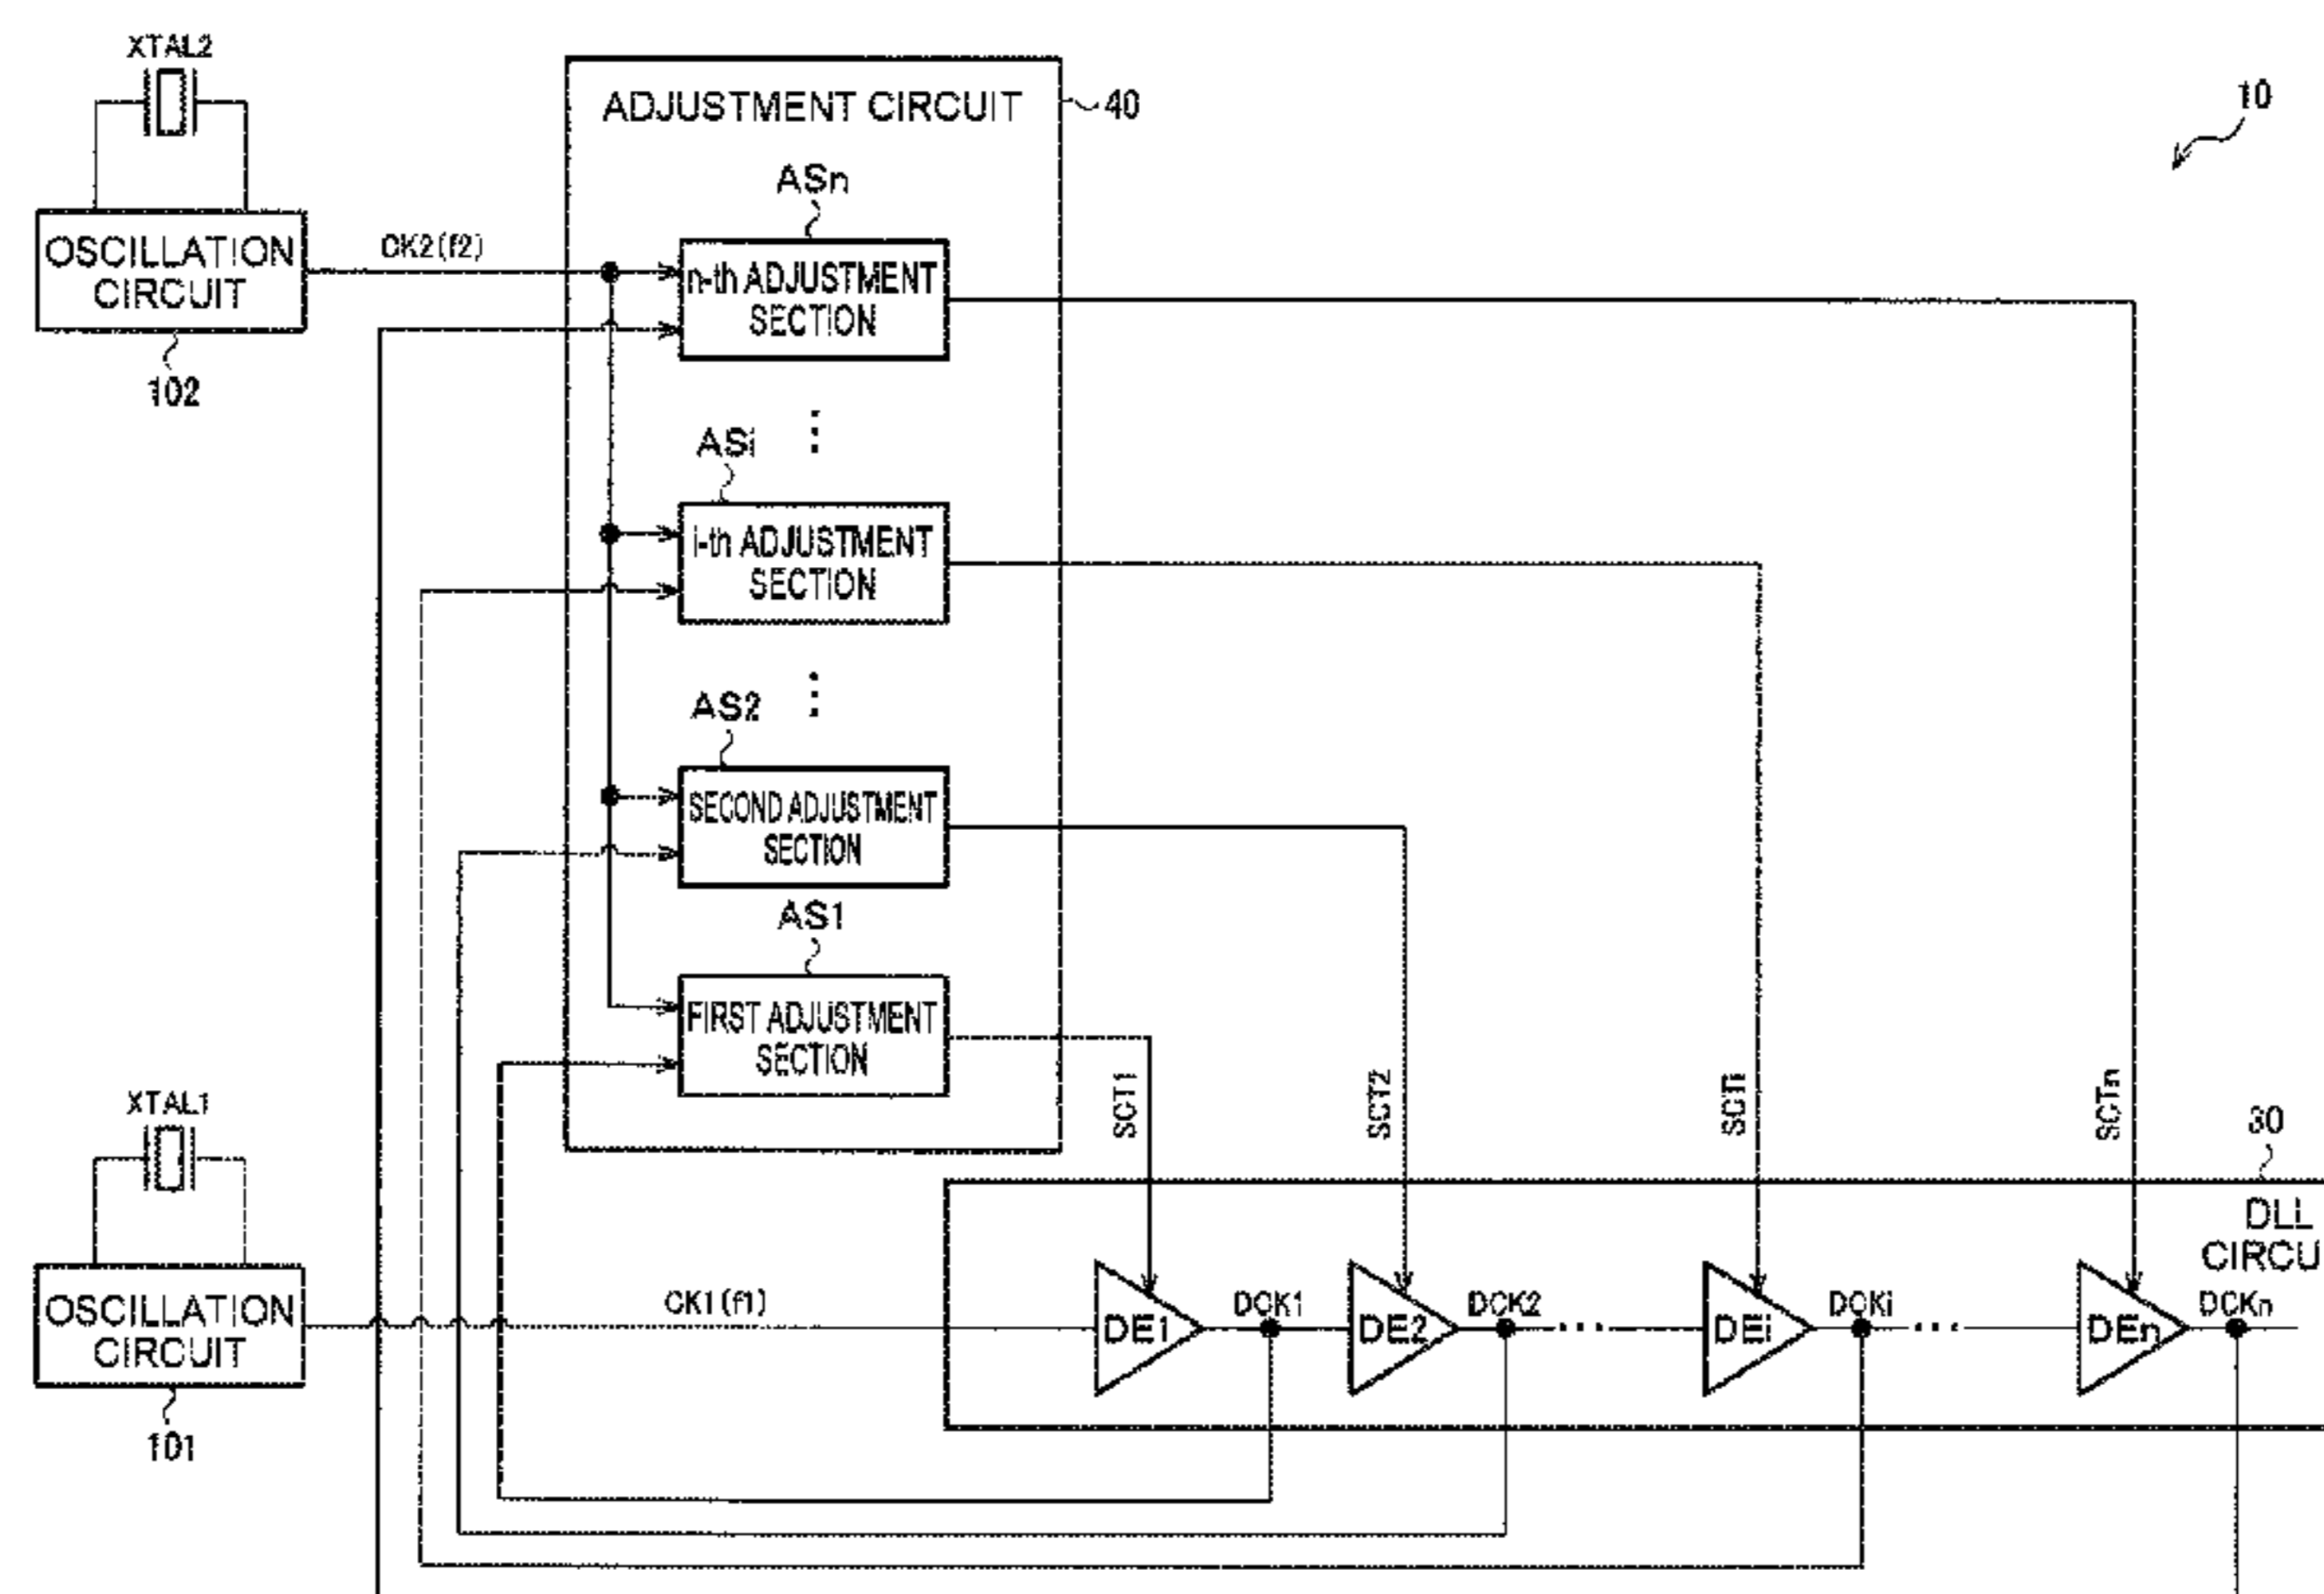 XTAL2
ADJUSTMENT CIRCUIT
40
10
ASn
OSCILLATION
CIRCUIT
CK2(f2)
n-th ADJUSTMENT
SECTION
102
ASi
i-th ADJUSTMENT
SECTION
AS2
SECOND ADJUSTMENT
SECTION
AS1
FIRST ADJUSTMENT
SECTION
XTAL1
SCT1
SCT2
SCTi
SCTn
30
DLL
CIRCU
OSCILLATION
CIRCUIT
CK1(f1)
DE1
DCK1
DE2
DCK2
DEi
DCKi
DEn
DCKn
101